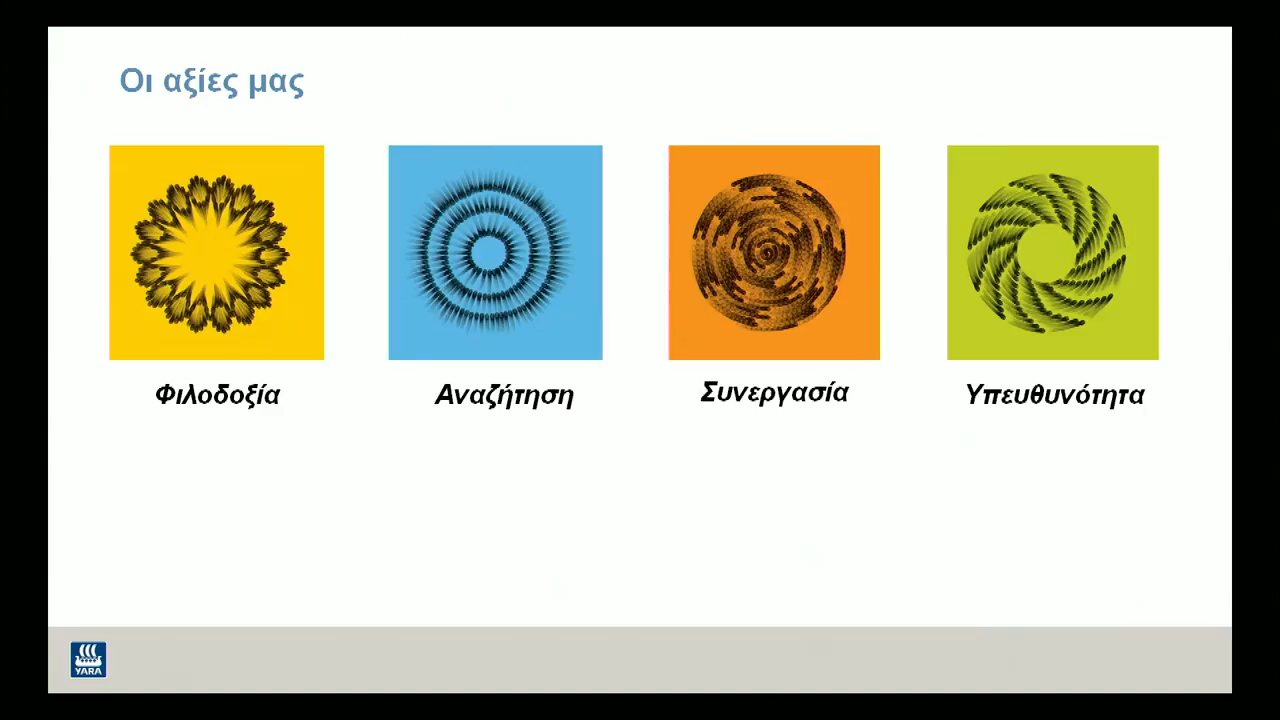 Οι αξίες μας
Φιλοδοξία
Αναζήτηση
Συνεργασία
Υπευθυνότητα
YARA